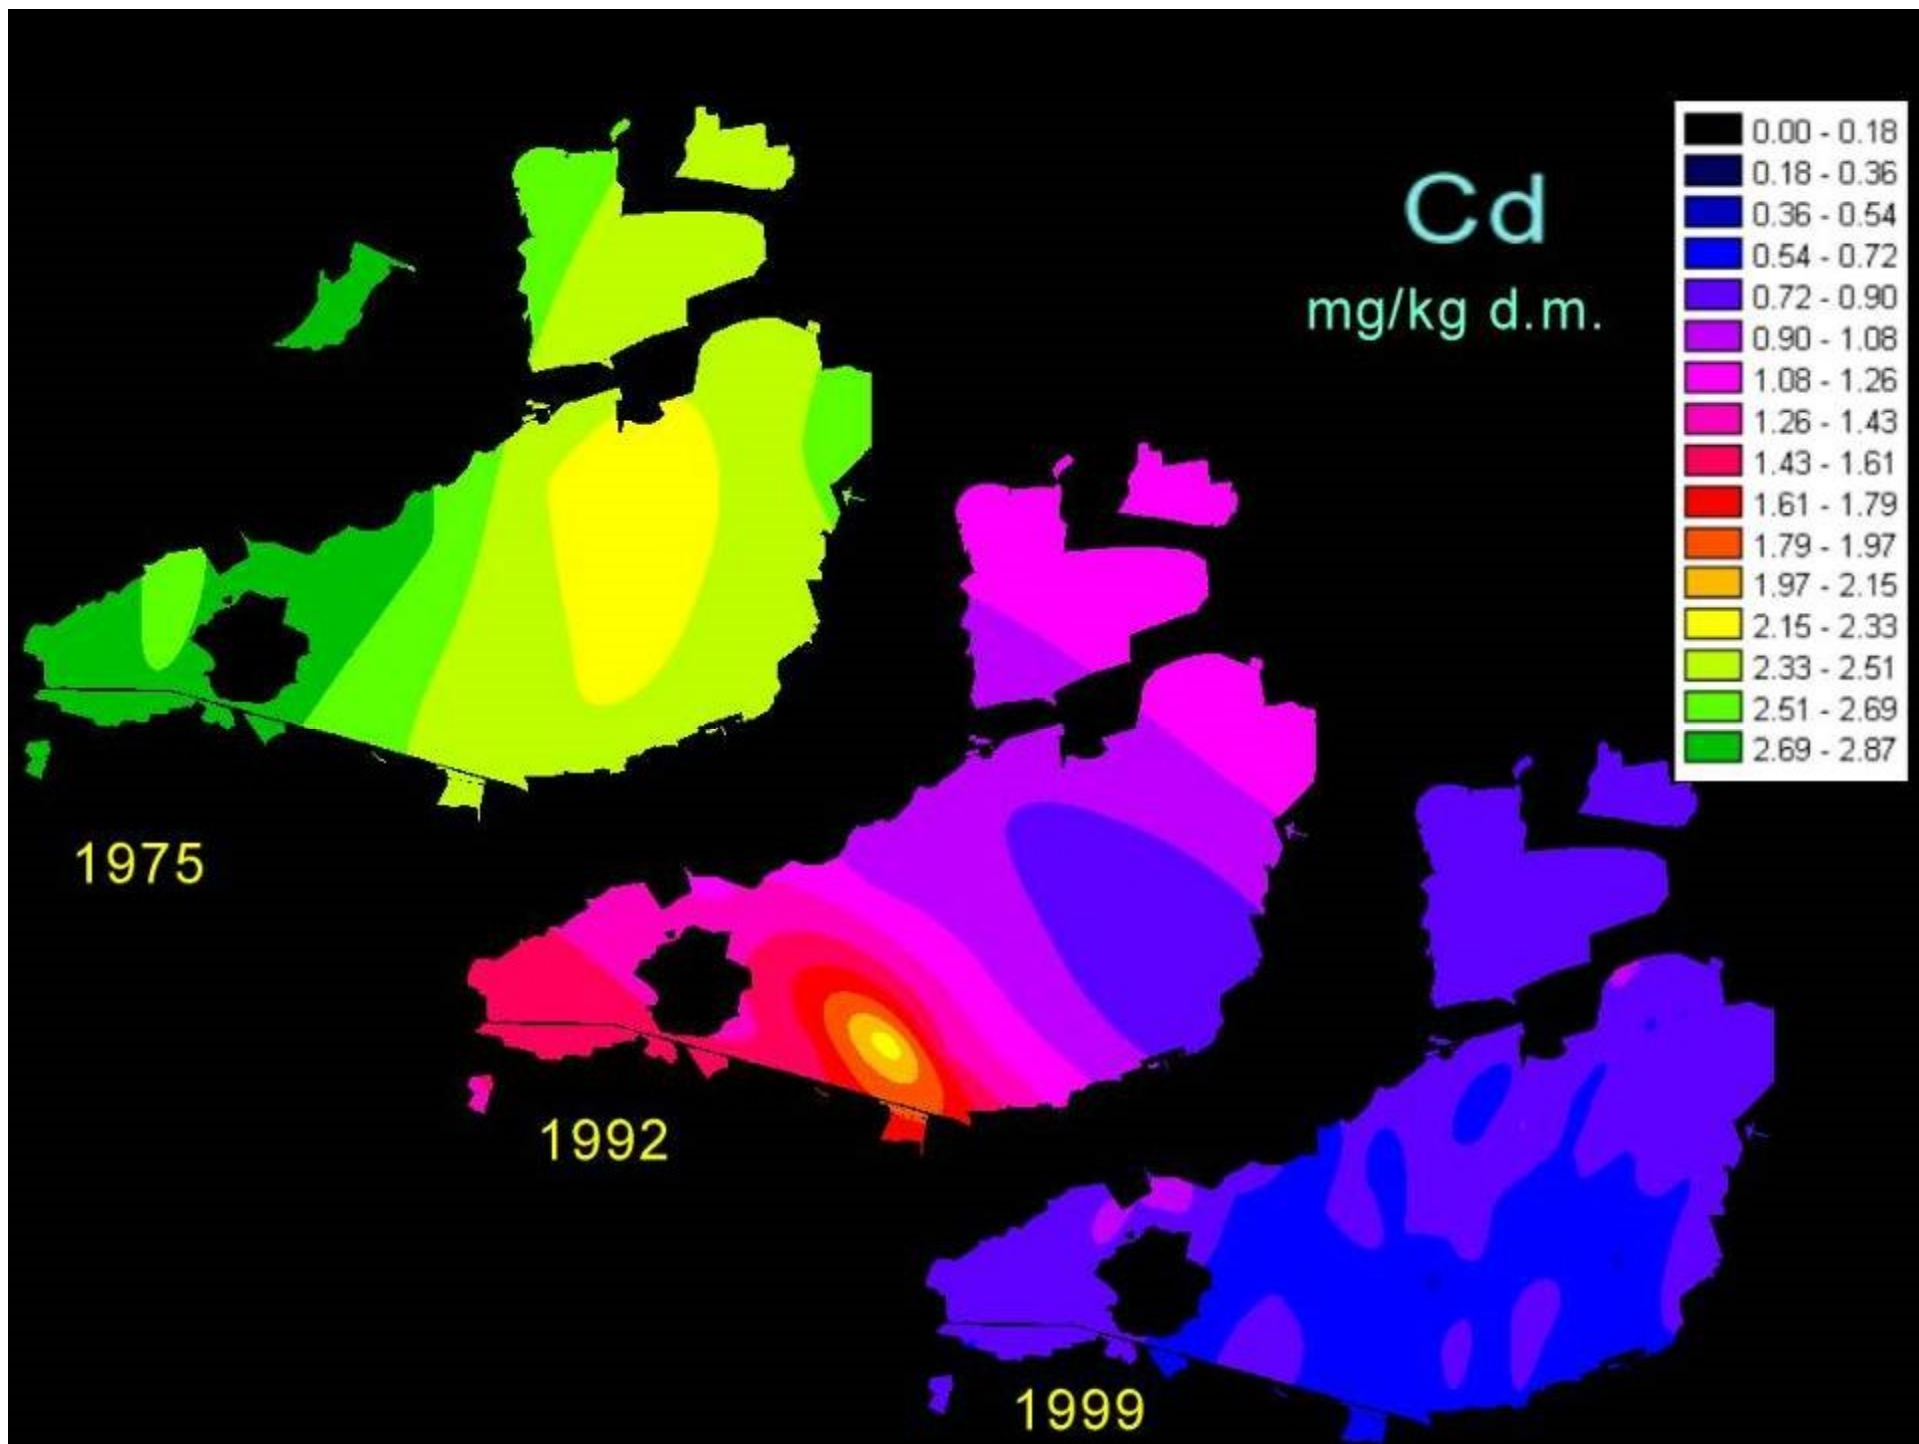 Cd
mg/kg d.m.
0.00 - 0.18
0.18 - 0.36
0.36 - 0.54
0.54 - 0.72
0.72 - 0.90
0.90 - 1.08
1.08 - 1.26
1.26 - 1.43
1.43 - 1.61
1.61 - 1.79
1.79 - 1.97
1.97 - 2.15
2.15 - 2.33
2.33 - 2.51
2.51 - 2.69
2.69 - 2.87
1975
1992
1999